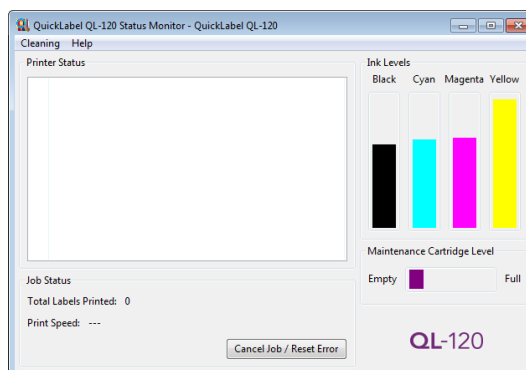 QuickLabel QL-120 Status Monitor - QuickLabel QL-120
Cleaning Help
Printer Status
Ink Levels
Black Cyan Magenta Yellow
Maintenance Cartridge Level
Empty Full
Job Status
Total Labels Printed: 0
Print Speed: ---
Cancel Job / Reset Error
QL-120